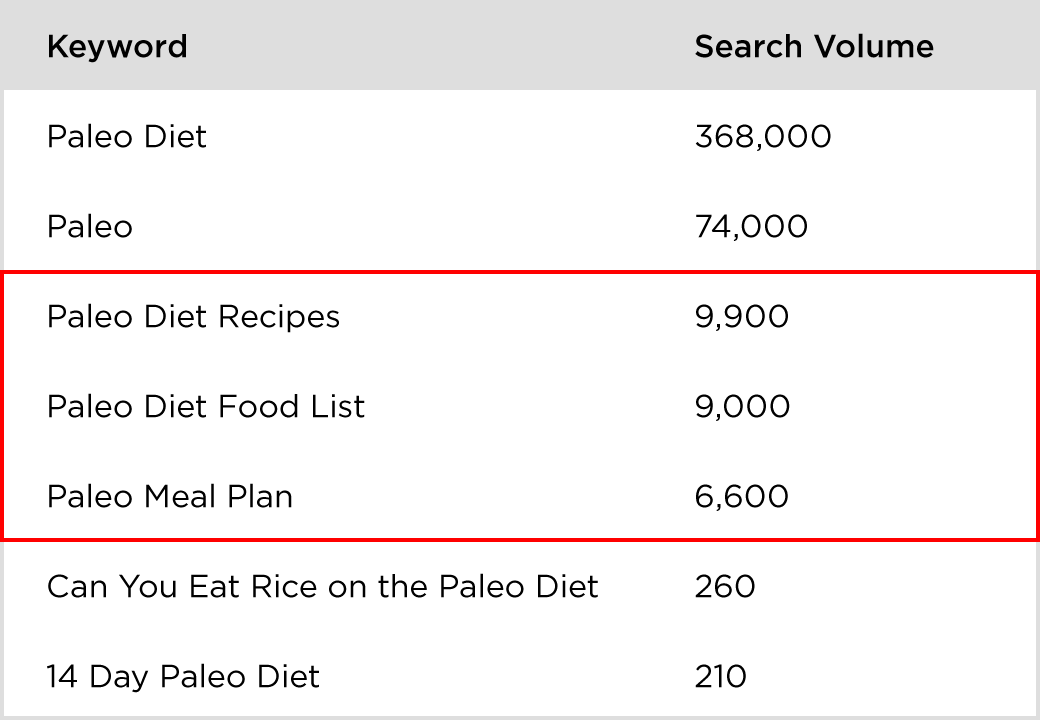 Keyword Search Volume
Paleo Diet 368,000
Paleo 74,000
Paleo Diet Recipes 9,900
Paleo Diet Food List 9,000
Paleo Meal Plan 6,600
Can You Eat Rice on the Paleo Diet 260
14 Day Paleo Diet 210